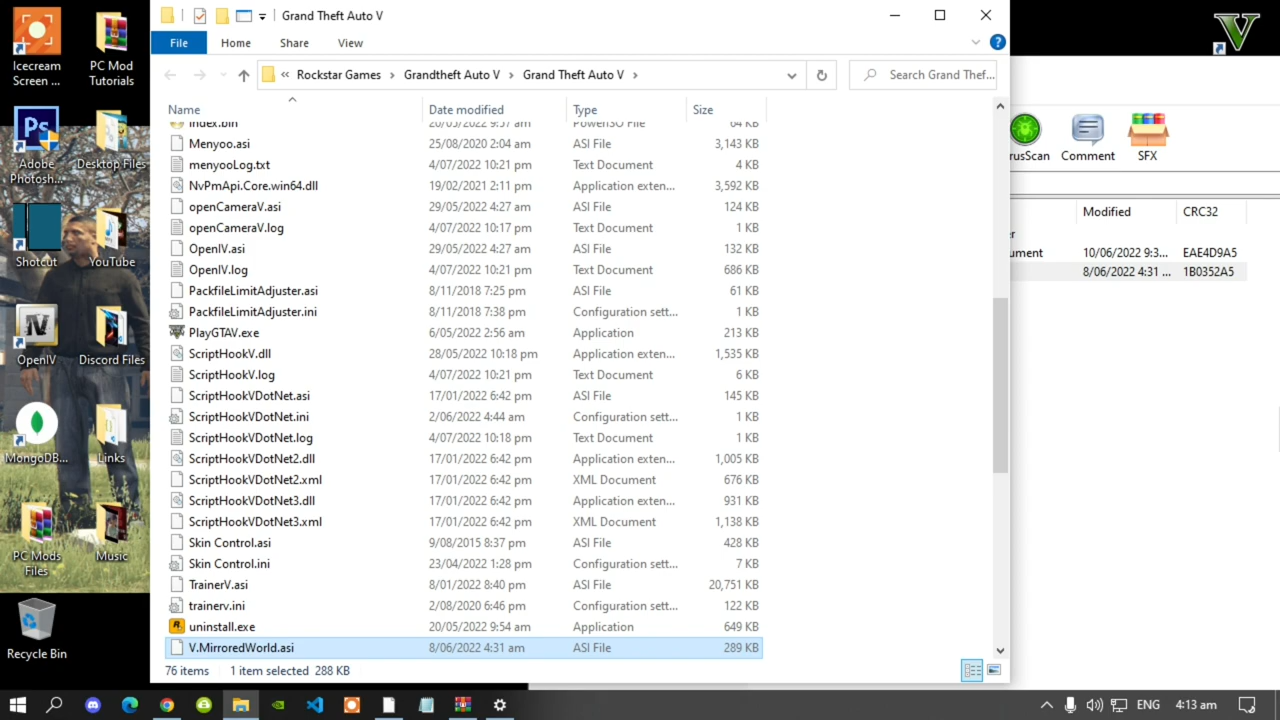 Grand Theft Auto V
File Home Share View
« Rockstar Games > Grandtheft Auto V > Grand Theft Auto V >
Search Grand Thef...
Name Date modified Type Size
index.bin 20/05/2022 9:57 am 64 KB
Menyoo.asi 25/08/2020 2:04 am ASI File 3,143 KB
menyooLog.txt 4/07/2022 10:21 pm Text Document 4 KB
NvPmApi.Core.win64.dll 19/02/2021 2:11 pm Application exten... 3,592 KB
openCameraV.asi 29/05/2022 4:27 am ASI File 124 KB
openCameraV.log 4/07/2022 10:17 pm Text Document 1 KB
OpenIV.asi 29/05/2022 4:27 am ASI File 132 KB
OpenIV.log 4/07/2022 10:21 pm Text Document 686 KB
PackfileLimitAdjuster.asi 8/11/2018 7:25 pm ASI File 61 KB
PackfileLimitAdjuster.ini 8/11/2018 7:38 pm Configuration sett... 1 KB
PlayGTAV.exe 6/05/2022 2:56 am Application 213 KB
ScriptHookV.dll 28/05/2022 10:18 pm Application exten... 1,535 KB
ScriptHookV.log 4/07/2022 10:21 pm Text Document 6 KB
ScriptHookVDotNet.asi 17/01/2022 6:42 pm ASI File 145 KB
ScriptHookVDotNet.ini 2/06/2022 4:44 am Configuration sett... 1 KB
ScriptHookVDotNet.log 4/07/2022 10:18 pm Text Document 1 KB
ScriptHookVDotNet2.dll 17/01/2022 6:42 pm Application exten... 1,005 KB
ScriptHookVDotNet2.xml 17/01/2022 6:42 pm XML Document 676 KB
ScriptHookVDotNet3.dll 17/01/2022 6:42 pm Application exten... 931 KB
ScriptHookVDotNet3.xml 17/01/2022 6:42 pm XML Document 1,138 KB
Skin Control.asi 9/08/2015 8:37 pm ASI File 428 KB
Skin Control.ini 23/04/2022 1:28 pm Configuration sett... 7 KB
TrainerV.asi 8/01/2022 8:40 pm ASI File 20,751 KB
trainerv.ini 2/08/2020 6:46 pm Configuration sett... 122 KB
uninstall.exe 20/05/2022 9:54 am Application 649 KB
V.MirroredWorld.asi 8/06/2022 4:31 am ASI File 289 KB
76 items 1 item selected 288 KB
Icecream
Screen ...
PC Mod
Tutorials
Ps
Adobe
Photosh...
Desktop Files
Shotcut
YouTube
IV
OpenIV
Discord Files
MongoDB...
Links
PC Mods
Files
Music
Recycle Bin
rusScan Comment SFX
Modified CRC32
er
ument 10/06/2022 9:3... EAE4D9A5
8/06/2022 4:31 ... 1B0352A5
ENG 4:13 am